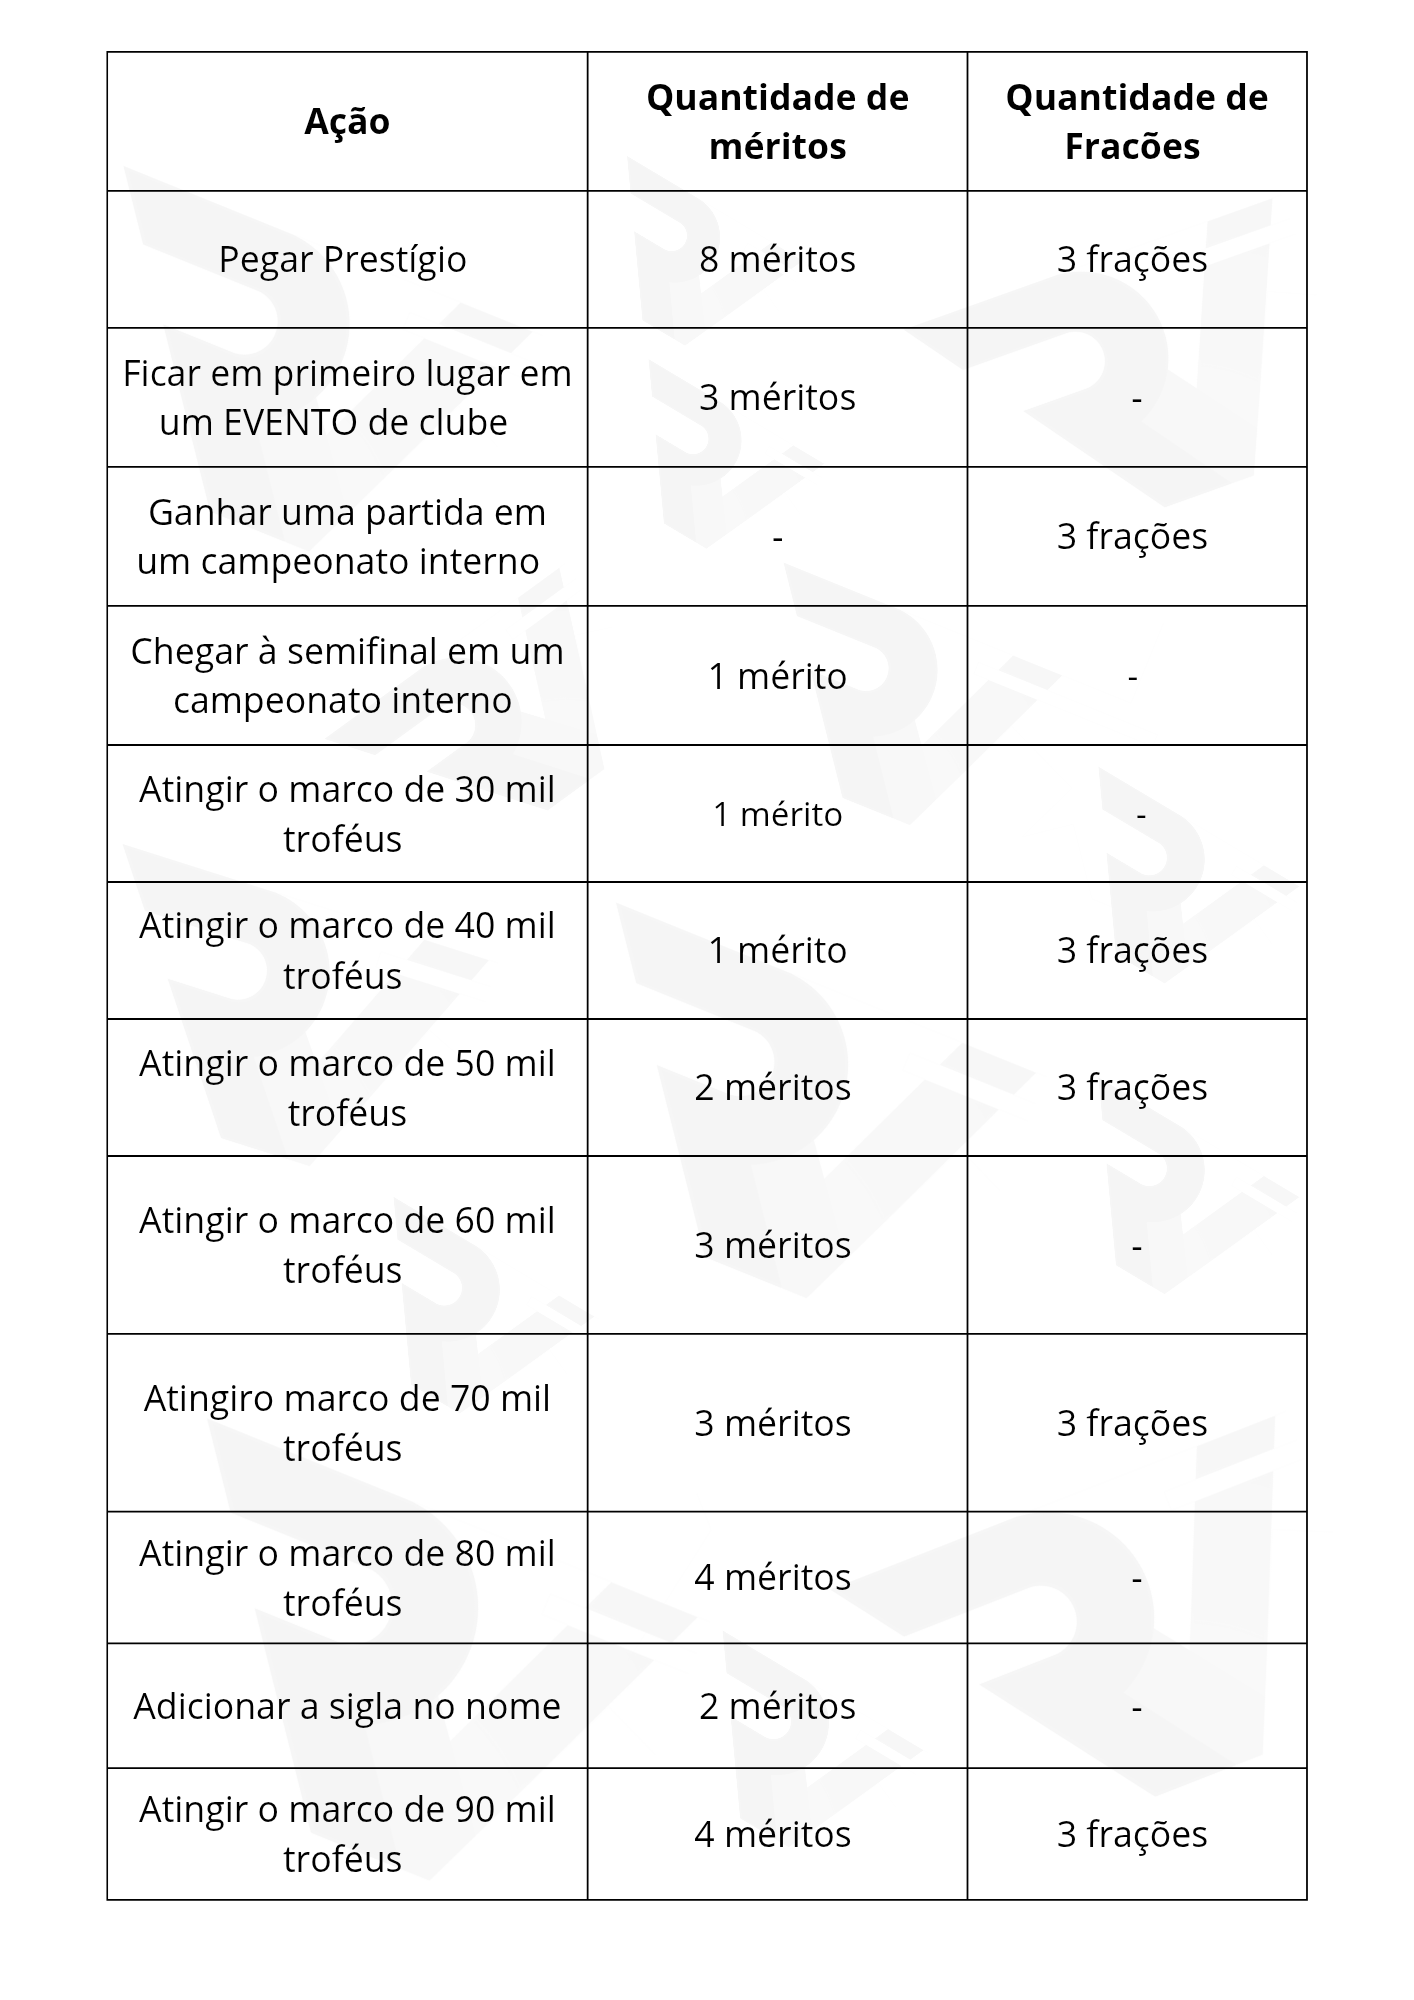 Ação
Quantidade de
méritos
Quantidade de
Fracões
Pegar Prestígio
8 méritos
3 frações
Ficar em primeiro lugar em
um EVENTO de clube
3 méritos
-
Ganhar uma partida em
um campeonato interno
-
3 frações
Chegar à semifinal em um
campeonato interno
1 mérito
-
Atingir o marco de 30 mil
troféus
1 mérito
-
Atingir o marco de 40 mil
troféus
1 mérito
3 frações
Atingir o marco de 50 mil
troféus
2 méritos
3 frações
Atingir o marco de 60 mil
troféus
3 méritos
-
Atingiro marco de 70 mil
troféus
3 méritos
3 frações
Atingir o marco de 80 mil
troféus
4 méritos
-
Adicionar a sigla no nome
2 méritos
-
Atingir o marco de 90 mil
troféus
4 méritos
3 frações